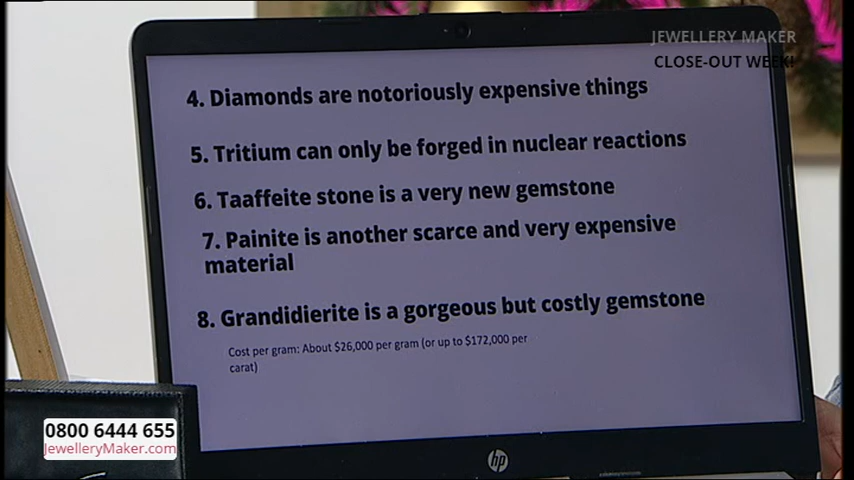 JEWELLERY MAKER
CLOSE-OUT WEEK!
4. Diamonds are notoriously expensive things
5. Tritium can only be forged in nuclear reactions
6. Taaffeite stone is a very new gemstone
7. Painite is another scarce and very expensive
material
8. Grandidierite is a gorgeous but costly gemstone
Cost per gram: About $26,000 per gram (or up to $172,000 per
carat)
0800 6444 655
JewelleryMaker.com
hp